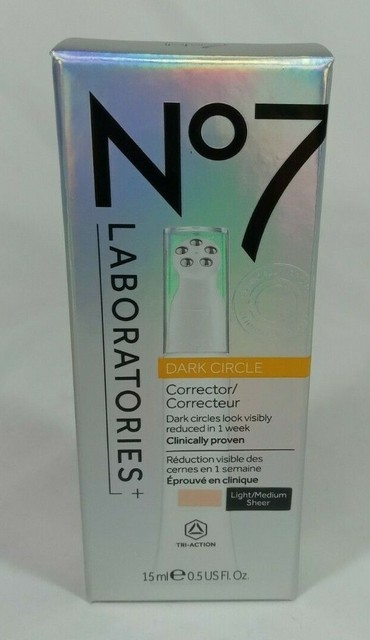 No7
LABORATORIES+
DARK CIRCLE
Corrector/
Correcteur
Dark circles look visibly
reduced in 1 week
Clinically proven
Réduction visible des
cernes en 1 semaine
Éprouvé en clinique
Light/Medium
Sheer
TRI-ACTION
15 ml ℮ 0.5 US Fl. Oz.